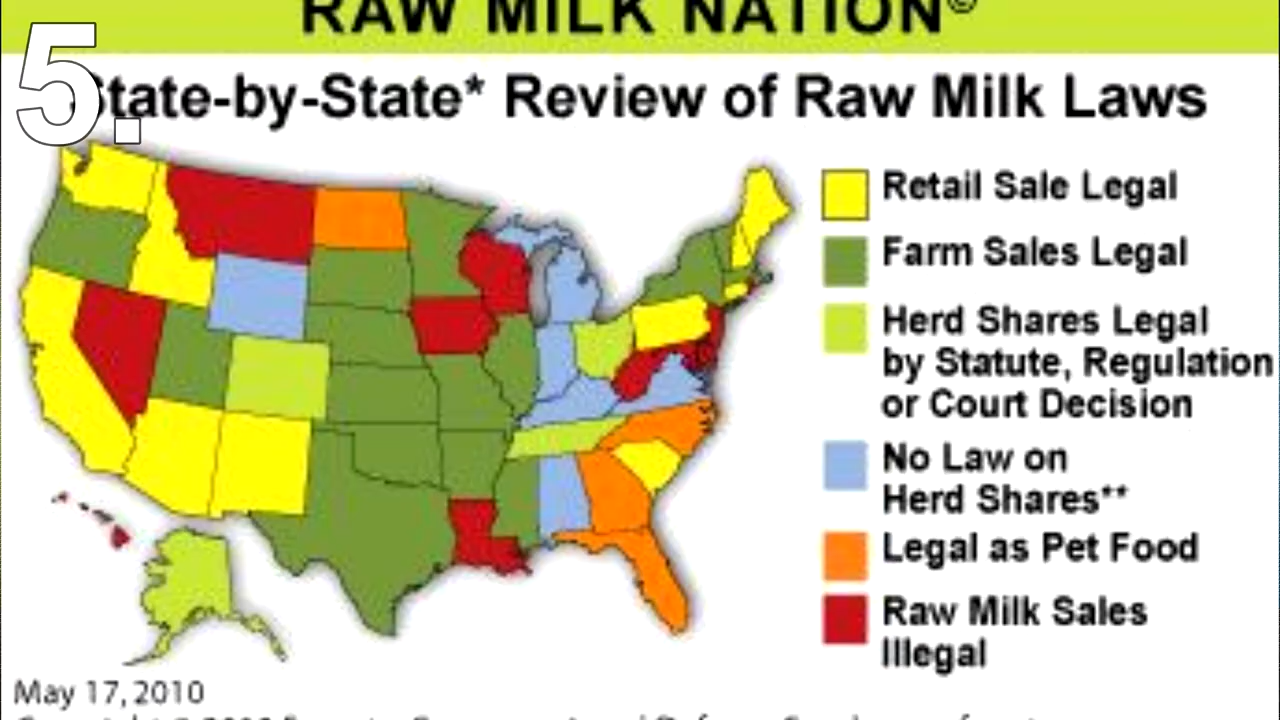 RAW MILK NATION©
5.
State-by-State* Review of Raw Milk Laws
Retail Sale Legal
Farm Sales Legal
Herd Shares Legal
by Statute, Regulation
or Court Decision
No Law on
Herd Shares**
Legal as Pet Food
Raw Milk Sales
Illegal
May 17, 2010